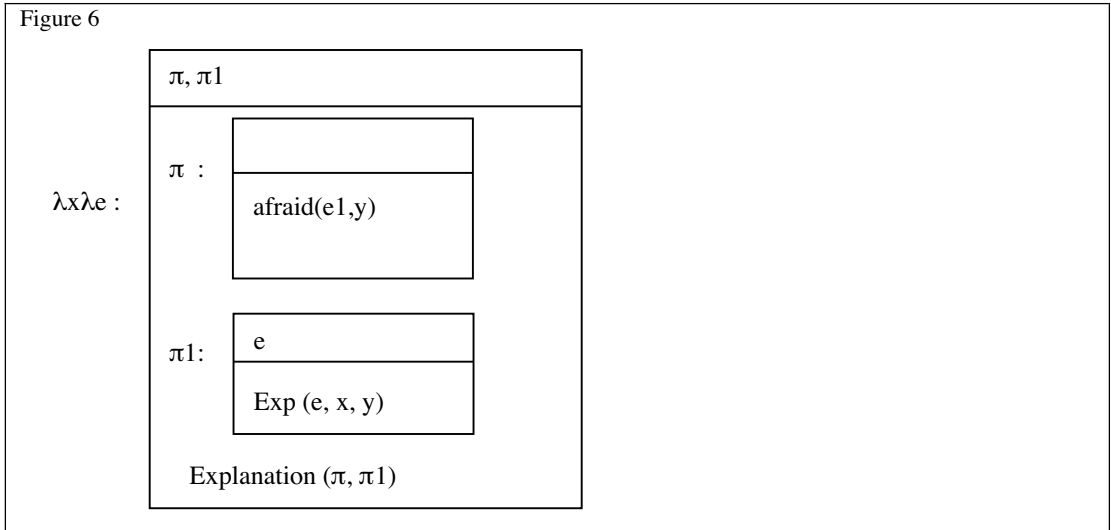 Figure 6
π, π1
π :
λxλe :
afraid(e1,y)
π1:
e
Exp (e, x, y)
Explanation (π, π1)